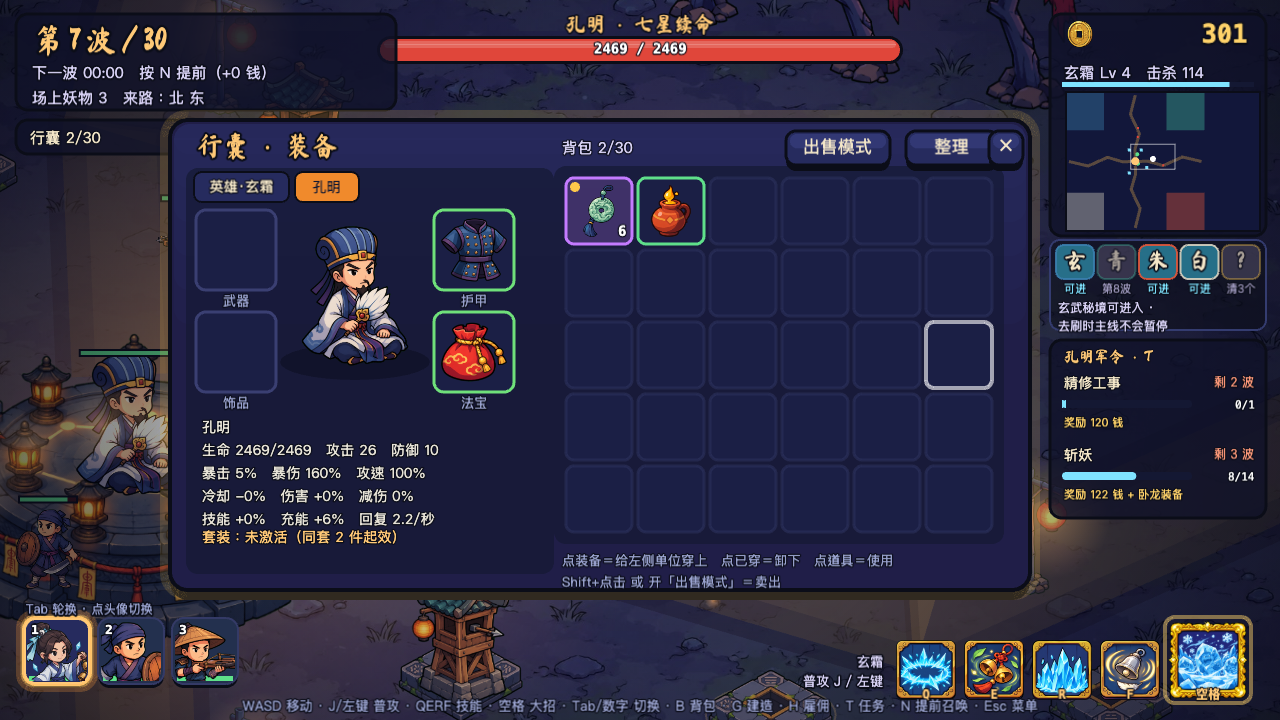 第 7 波 / 30
下一波 00:00 按 N 提前 (+0 钱)
场上妖物 3 来路：北 东
行囊 2/30
孔明 · 七星续命
2469 / 2469
301
玄霜 Lv 4 击杀 114
行囊 · 装备
背包 2/30
出售模式
整理
×
英雄·玄霜
孔明
武器
护甲
饰品
法宝
6
孔明
生命 2469/2469 攻击 26 防御 10
暴击 5% 暴伤 160% 攻速 100%
冷却 −0% 伤害 +0% 减伤 0%
技能 +0% 充能 +6% 回复 2.2/秒
套装：未激活（同套 2 件起效）
点装备＝给左侧单位穿上 点已穿＝卸下 点道具＝使用
Shift+点击 或 开「出售模式」＝卖出
玄 青 朱 白 ?
可进 第8波 可进 可进 清3个
玄武秘境可进入 ·
去刷时主线不会暂停
孔明军令 · T
精修工事 剩 2 波
0/1
奖励 120 钱
斩妖 剩 3 波
8/14
奖励 122 钱 + 卧龙装备
Tab 轮换 · 点头像切换
1 2 3
玄霜
普攻 J / 左键
Q E R F 空格
WASD 移动 · J/左键 普攻 · QERF 技能 · 空格 大招 · Tab/数字 切换 · B 背包 · G 建造 · H 雇佣 · T 任务 · N 提前召唤 · Esc 菜单